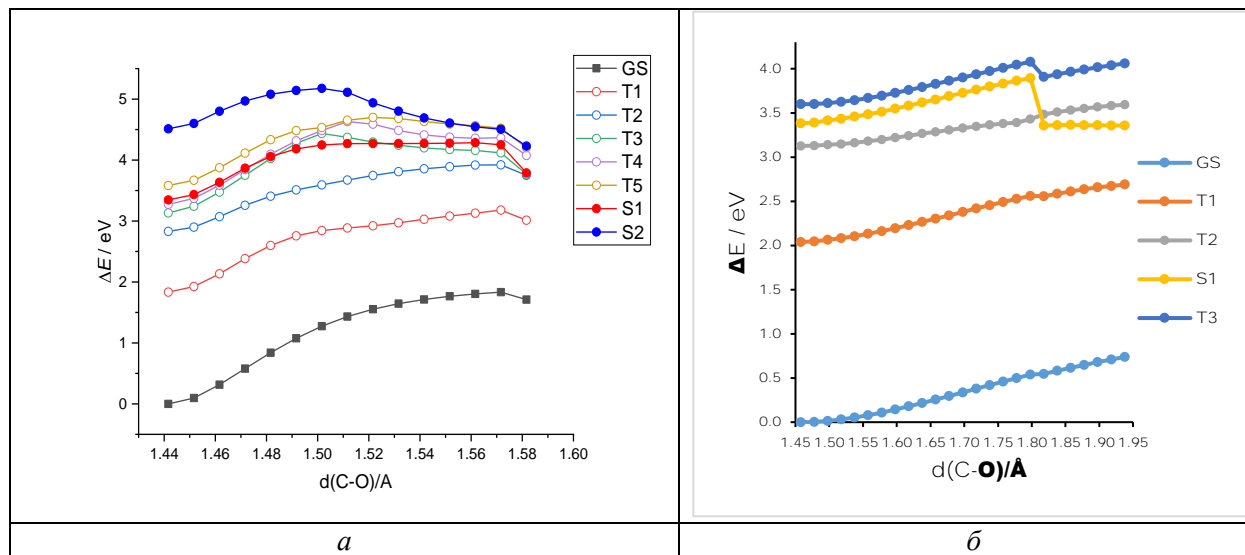 ΔE / eV
5
4
3
2
1
0
1.44 1.46 1.48 1.50 1.52 1.54 1.56 1.58 1.60
d(C-O)/A
GS
T1
T2
T3
T4
T5
S1
S2
ΔE / eV
4.0
3.5
3.0
2.5
2.0
1.5
1.0
0.5
0.0
1.45 1.50 1.55 1.60 1.65 1.70 1.75 1.80 1.85 1.90 1.95
d(C-O)/Å
GS
T1
T2
S1
T3
а б